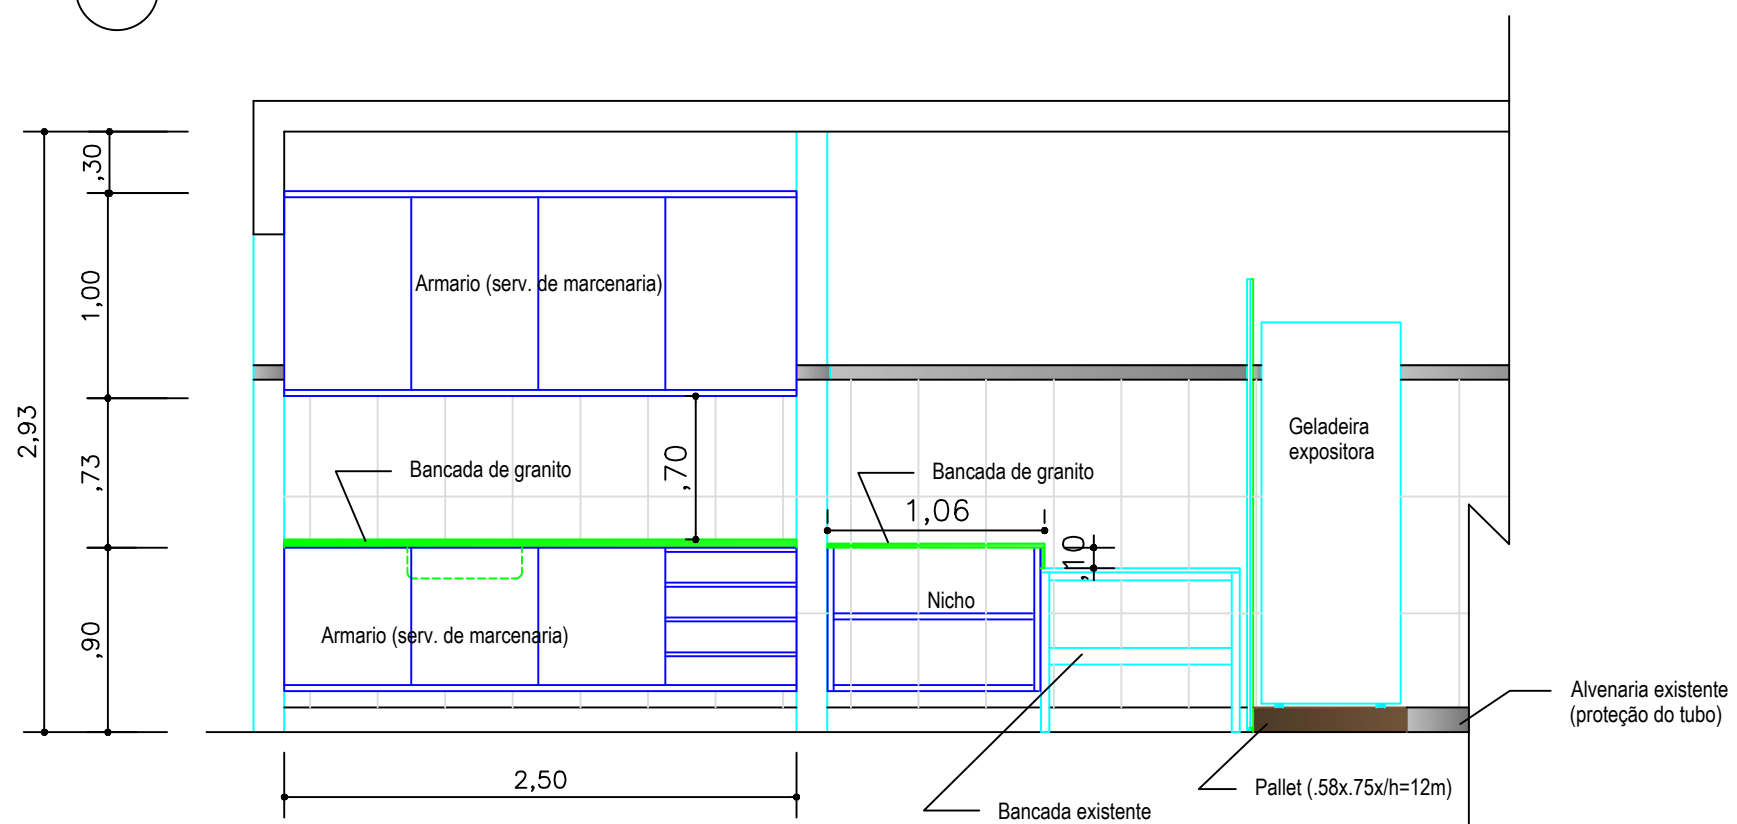 ,30
1,00
2,93
,73
,90
Armario (serv. de marcenaria)
Bancada de granito
,70
Bancada de granito
1,06
,10
Geladeira
expositora
Nicho
Armario (serv. de marcenaria)
Alvenaria existente
(proteção do tubo)
2,50
Pallet (.58x.75x/h=12m)
Bancada existente